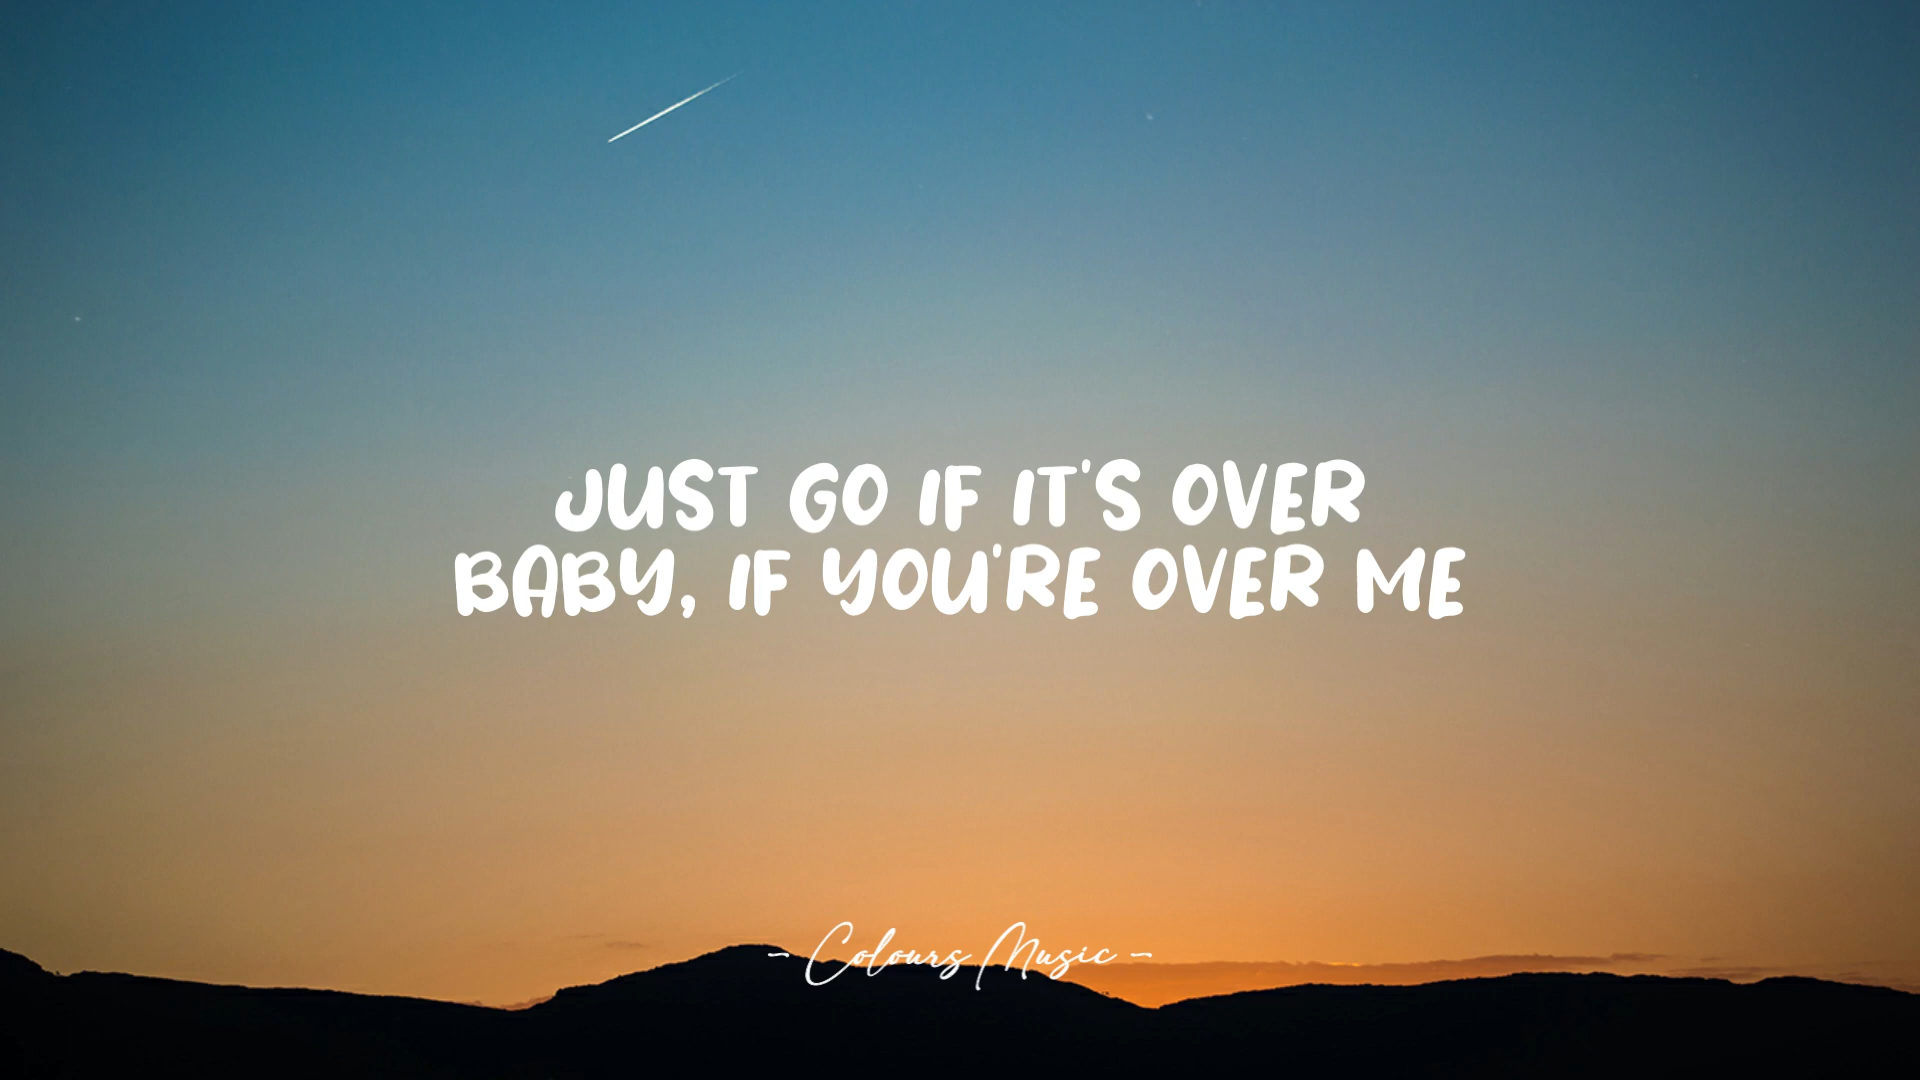 JUST GO IF IT'S OVER
BABY, IF YOU'RE OVER ME
- Colours Music -